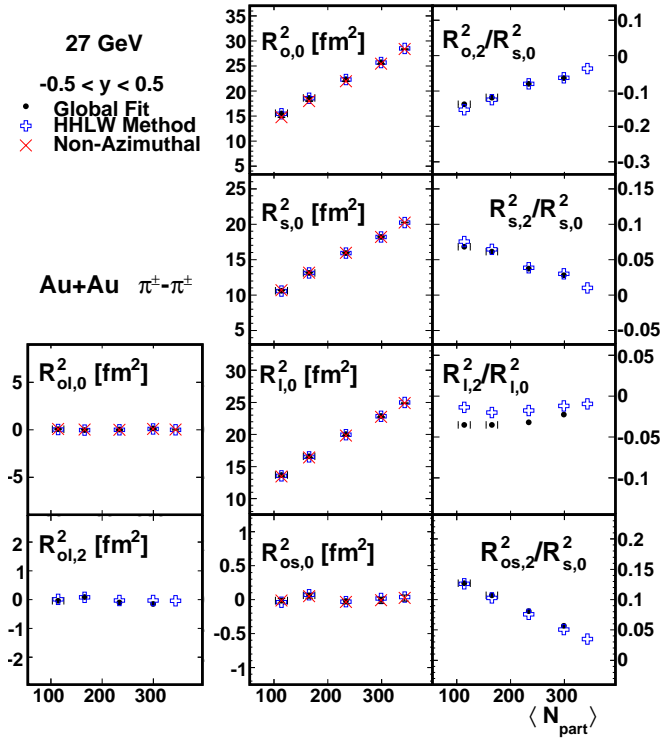 27 GeV
-0.5 < y < 0.5
Global Fit
HHLW Method
Non-Azimuthal
Au+Au π±-π±
R²o,0 [fm²]
35
30
25
20
15
10
5
R²o,2/R²s,0
0.1
0
-0.1
-0.2
-0.3
R²s,0 [fm²]
25
20
15
10
5
R²s,2/R²s,0
0.15
0.1
0.05
0
-0.05
R²ol,0 [fm²]
5
0
-5
R²l,0 [fm²]
30
25
20
15
10
R²l,2/R²l,0
0.05
0
-0.05
-0.1
R²ol,2 [fm²]
2
1
0
-1
-2
R²os,0 [fm²]
1
0.5
0
-0.5
-1
R²os,2/R²s,0
0.2
0.15
0.1
0.05
0
100 200 300
100 200 300
100 200 300
⟨ Npart ⟩